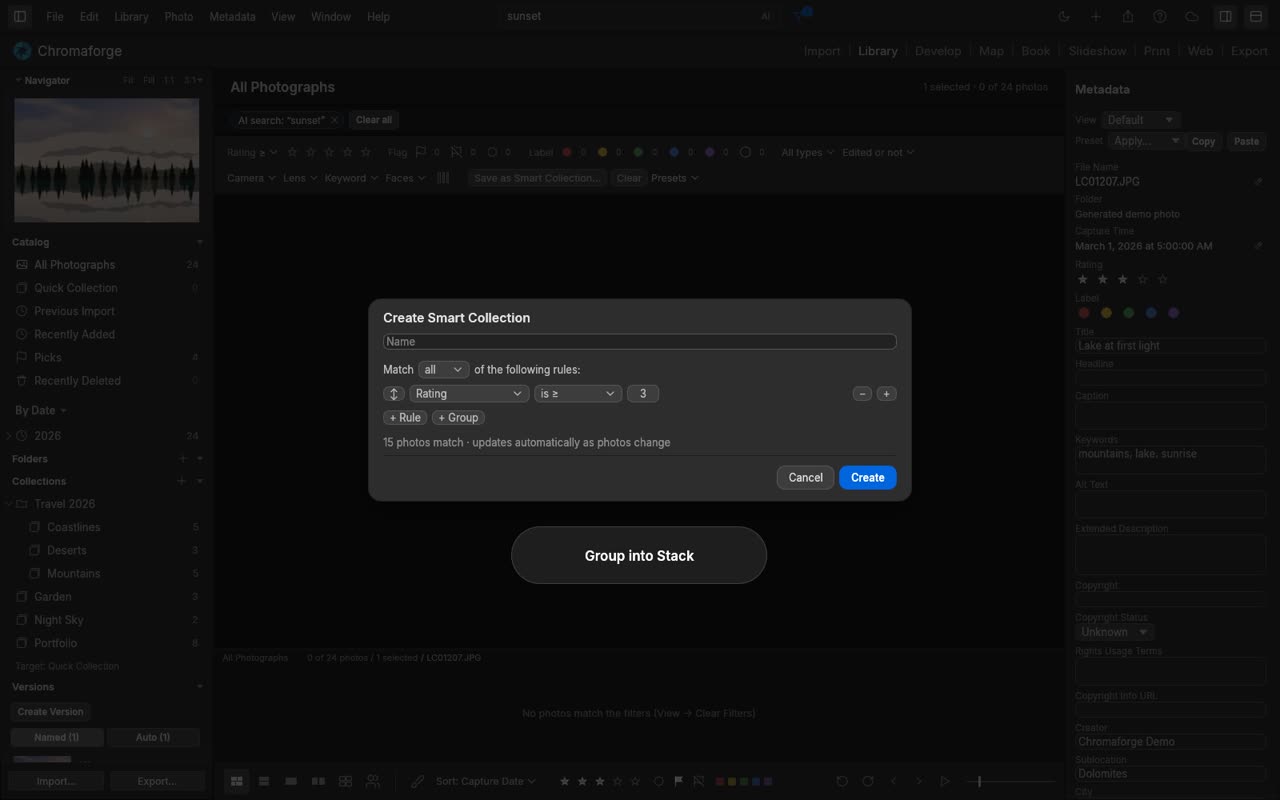 File Edit Library Photo Metadata View Window Help
sunset
AI
Chromaforge
Import Library Develop Map Book Slideshow Print Web Export
Navigator Fit Fill 1:1 3:1
All Photographs
1 selected · 0 of 24 photos
AI search: "sunset" ×
Clear all
Rating ≥ Flag 0 0 0 Label 0 0 0 0 0 0 All types Edited or not
Camera Lens Keyword Faces Save as Smart Collection... Clear Presets
Catalog
All Photographs 24
Quick Collection 0
Previous Import
Recently Added
Picks 4
Recently Deleted
By Date
2026 24
Folders
Collections
Travel 2026
Coastlines 5
Deserts 3
Mountains 5
Garden 3
Night Sky 2
Portfolio 8
Target: Quick Collection
Versions
Create Version
Named (1) Auto (1)
Import... Export...
Create Smart Collection
Name
Match all of the following rules:
Rating is ≥ 3 − +
+ Rule + Group
15 photos match · updates automatically as photos change
Cancel Create
Group into Stack
All Photographs 0 of 24 photos / 1 selected / LC01207.JPG
No photos match the filters (View → Clear Filters)
Sort: Capture Date
Metadata
View Default
Preset Apply... Copy Paste
File Name
LC01207.JPG
Folder
Generated demo photo
Capture Time
March 1, 2026 at 5:00:00 AM
Rating
Label
Title
Lake at first light
Headline
Caption
Keywords
mountains, lake, sunrise
Alt Text
Extended Description
Copyright
Copyright Status
Unknown
Rights Usage Terms
Copyright Info URL
Creator
Chromaforge Demo
Sublocation
Dolomites
City